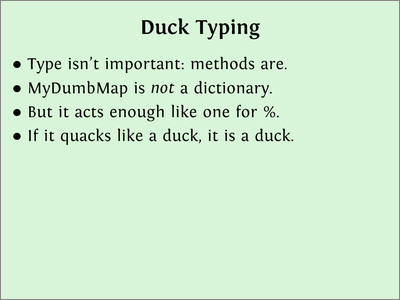 Duck Typing
● Type isn't important: methods are.
● MyDumbMap is not a dictionary.
● But it acts enough like one for %.
● If it quacks like a duck, it is a duck.